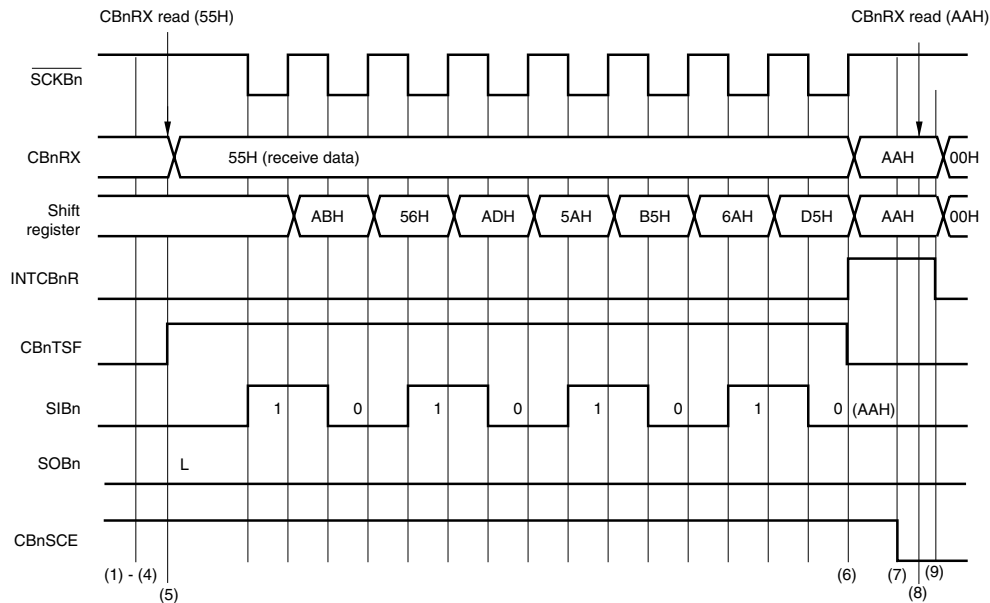 CBnRX read (55H) CBnRX read (AAH)
SCKBn
CBnRX 55H (receive data) AAH 00H
Shift
register ABH 56H ADH 5AH B5H 6AH D5H AAH 00H
INTCBnR
CBnTSF
SIBn 1 0 1 0 1 0 1 0 (AAH)
SOBn L
CBnSCE
(1) - (4) (6) (7) (9)
(5) (8)